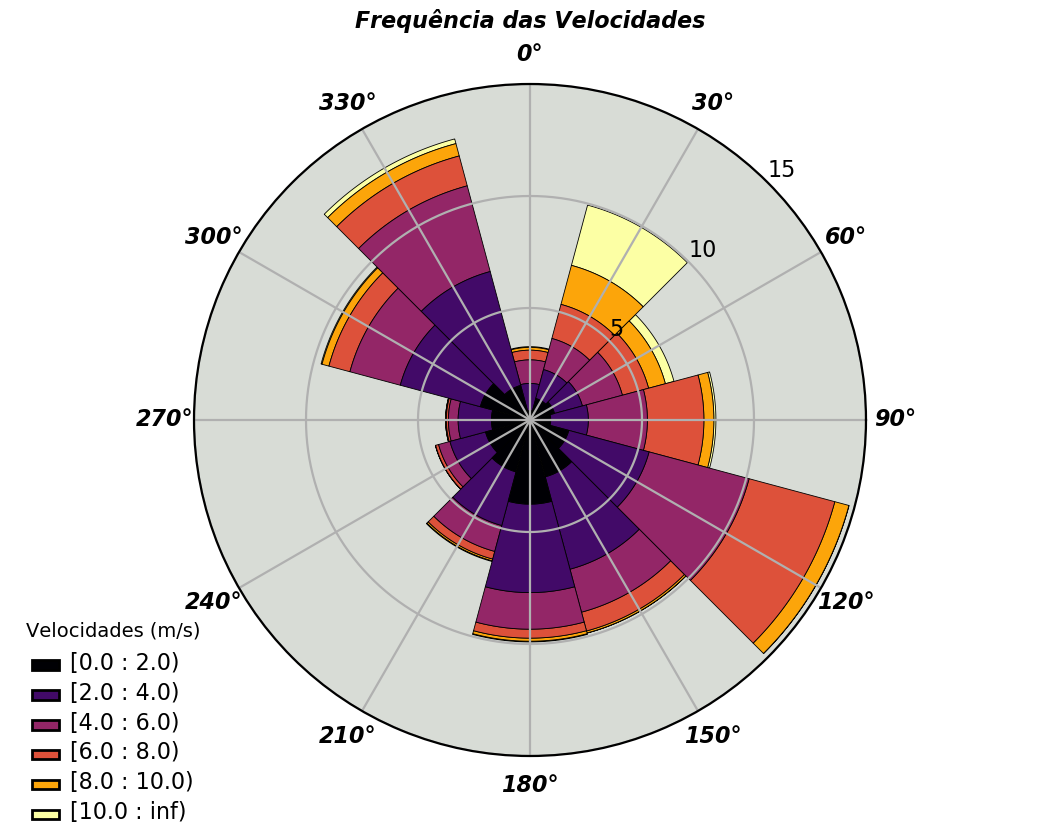 Frequência das Velocidades
0°
330°
30°
15
300°
60°
10
5
270°
90°
240°
120°
210°
150°
180°
Velocidades (m/s)
[0.0 : 2.0)
[2.0 : 4.0)
[4.0 : 6.0)
[6.0 : 8.0)
[8.0 : 10.0)
[10.0 : inf)